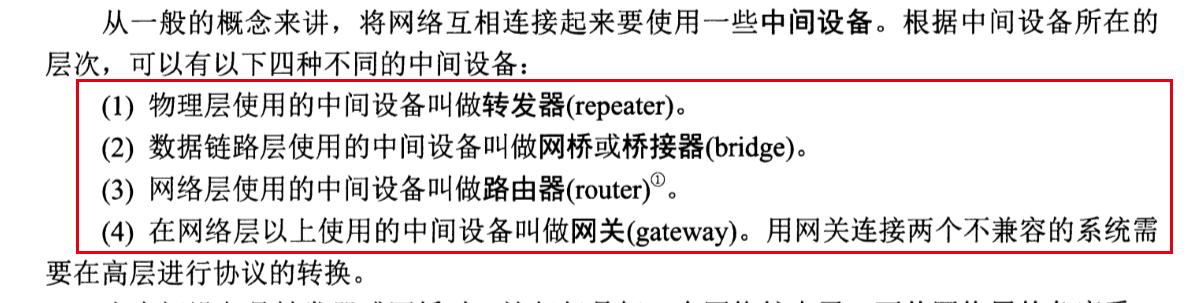 从一般的概念来讲，将网络互相连接起来要使用一些中间设备。根据中间设备所在的
层次，可以有以下四种不同的中间设备：
(1) 物理层使用的中间设备叫做转发器(repeater)。
(2) 数据链路层使用的中间设备叫做网桥或桥接器(bridge)。
(3) 网络层使用的中间设备叫做路由器(router)①。
(4) 在网络层以上使用的中间设备叫做网关(gateway)。用网关连接两个不兼容的系统需
要在高层进行协议的转换。